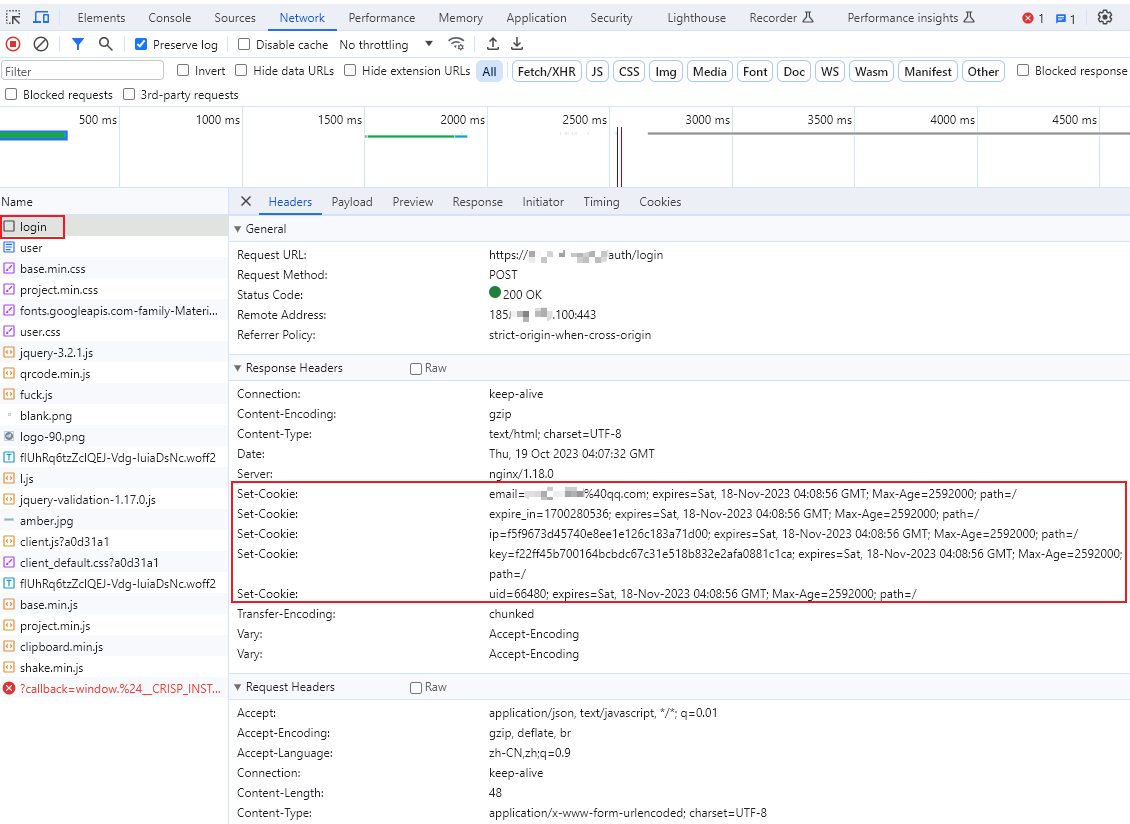 Elements Console Sources Network Performance Memory Application Security Lighthouse Recorder Performance insights 1 1
Preserve log Disable cache No throttling
Filter Invert Hide data URLs Hide extension URLs All Fetch/XHR JS CSS Img Media Font Doc WS Wasm Manifest Other Blocked response
Blocked requests 3rd-party requests
500 ms 1000 ms 1500 ms 2000 ms 2500 ms 3000 ms 3500 ms 4000 ms 4500 ms
Name
login
user
base.min.css
project.min.css
fonts.googleapis.com-family-Materi...
user.css
jquery-3.2.1.js
qrcode.min.js
fuck.js
blank.png
logo-90.png
flUhRq6tzZclQEJ-Vdg-IuiaDsNc.woff2
l.js
jquery-validation-1.17.0.js
amber.jpg
client.js?a0d31a1
client_default.css?a0d31a1
flUhRq6tzZclQEJ-Vdg-IuiaDsNc.woff2
base.min.js
project.min.js
clipboard.min.js
shake.min.js
?callback=window.%24__CRISP_INST...
Headers Payload Preview Response Initiator Timing Cookies
General
Request URL: https:// auth/login
Request Method: POST
Status Code: 200 OK
Remote Address: 185. .100:443
Referrer Policy: strict-origin-when-cross-origin
Response Headers Raw
Connection: keep-alive
Content-Encoding: gzip
Content-Type: text/html; charset=UTF-8
Date: Thu, 19 Oct 2023 04:07:32 GMT
Server: nginx/1.18.0
Set-Cookie: email= %40qq.com; expires=Sat, 18-Nov-2023 04:08:56 GMT; Max-Age=2592000; path=/
Set-Cookie: expire_in=1700280536; expires=Sat, 18-Nov-2023 04:08:56 GMT; Max-Age=2592000; path=/
Set-Cookie: ip=f5f9673d45740e8ee1e126c183a71d00; expires=Sat, 18-Nov-2023 04:08:56 GMT; Max-Age=2592000; path=/
Set-Cookie: key=f22ff45b700164bcbdc67c31e518b832e2afa0881c1ca; expires=Sat, 18-Nov-2023 04:08:56 GMT; Max-Age=2592000;
path=/
Set-Cookie: uid=66480; expires=Sat, 18-Nov-2023 04:08:56 GMT; Max-Age=2592000; path=/
Transfer-Encoding: chunked
Vary: Accept-Encoding
Vary: Accept-Encoding
Request Headers Raw
Accept: application/json, text/javascript, */*; q=0.01
Accept-Encoding: gzip, deflate, br
Accept-Language: zh-CN,zh;q=0.9
Connection: keep-alive
Content-Length: 48
Content-Type: application/x-www-form-urlencoded; charset=UTF-8